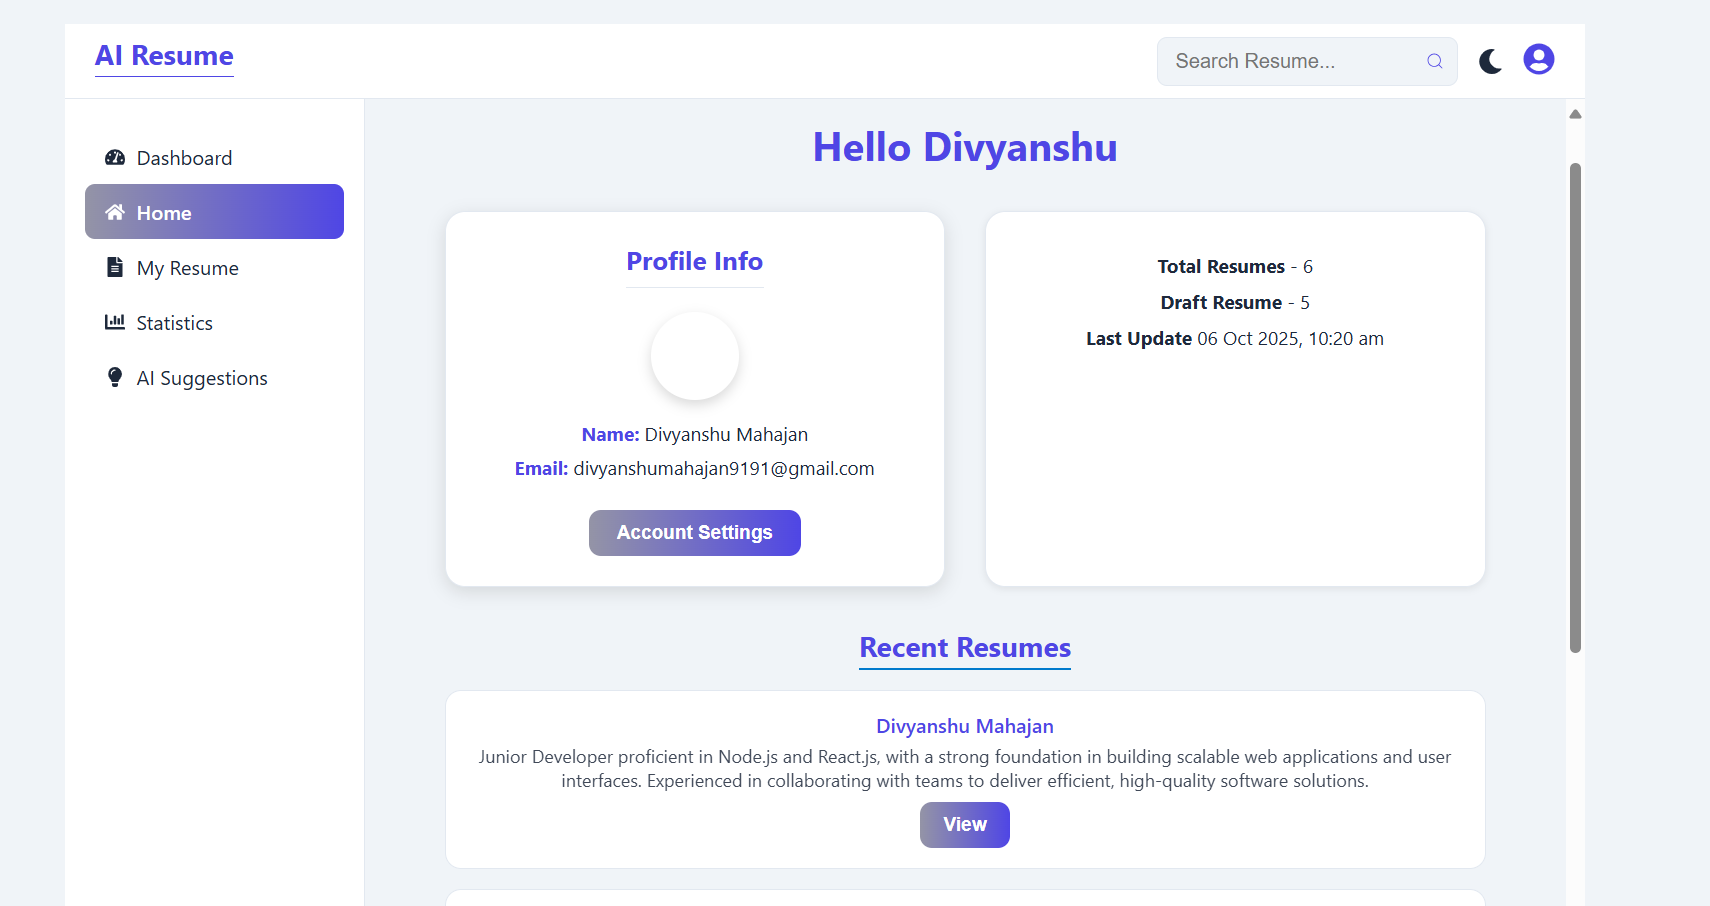 AI Resume
Search Resume...
Dashboard
Home
My Resume
Statistics
AI Suggestions
Hello Divyanshu
Profile Info
Name: Divyanshu Mahajan
Email: divyanshumahajan9191@gmail.com
Account Settings
Total Resumes - 6
Draft Resume - 5
Last Update 06 Oct 2025, 10:20 am
Recent Resumes
Divyanshu Mahajan
Junior Developer proficient in Node.js and React.js, with a strong foundation in building scalable web applications and user
interfaces. Experienced in collaborating with teams to deliver efficient, high-quality software solutions.
View